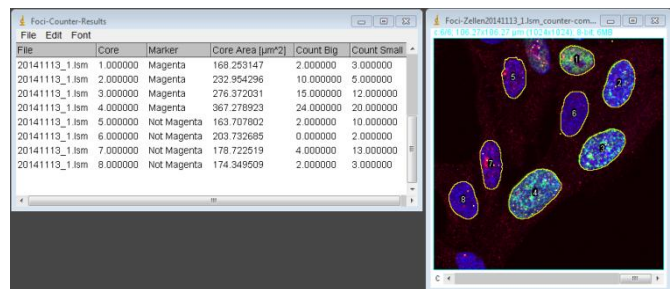 Foci-Counter-Results
File Edit Font
File Core Marker Core Area [µm^2] Count Big Count Small
20141113_1.lsm 1.000000 Magenta 168.253147 2.000000 3.000000
20141113_1.lsm 2.000000 Magenta 232.954296 10.000000 5.000000
20141113_1.lsm 3.000000 Magenta 276.372031 15.000000 12.000000
20141113_1.lsm 4.000000 Magenta 367.278923 24.000000 20.000000
20141113_1.lsm 5.000000 Not Magenta 163.707802 2.000000 10.000000
20141113_1.lsm 6.000000 Not Magenta 203.732685 0.000000 2.000000
20141113_1.lsm 7.000000 Not Magenta 178.722519 4.000000 13.000000
20141113_1.lsm 8.000000 Not Magenta 174.349509 2.000000 3.000000
Foci-Zellen20141113_1.lsm_counter-com...
c:6/6; 106.27x106.27 µm (1024x1024); 8-bit; 6MB
1
5
2
6
3
7
4
8
C